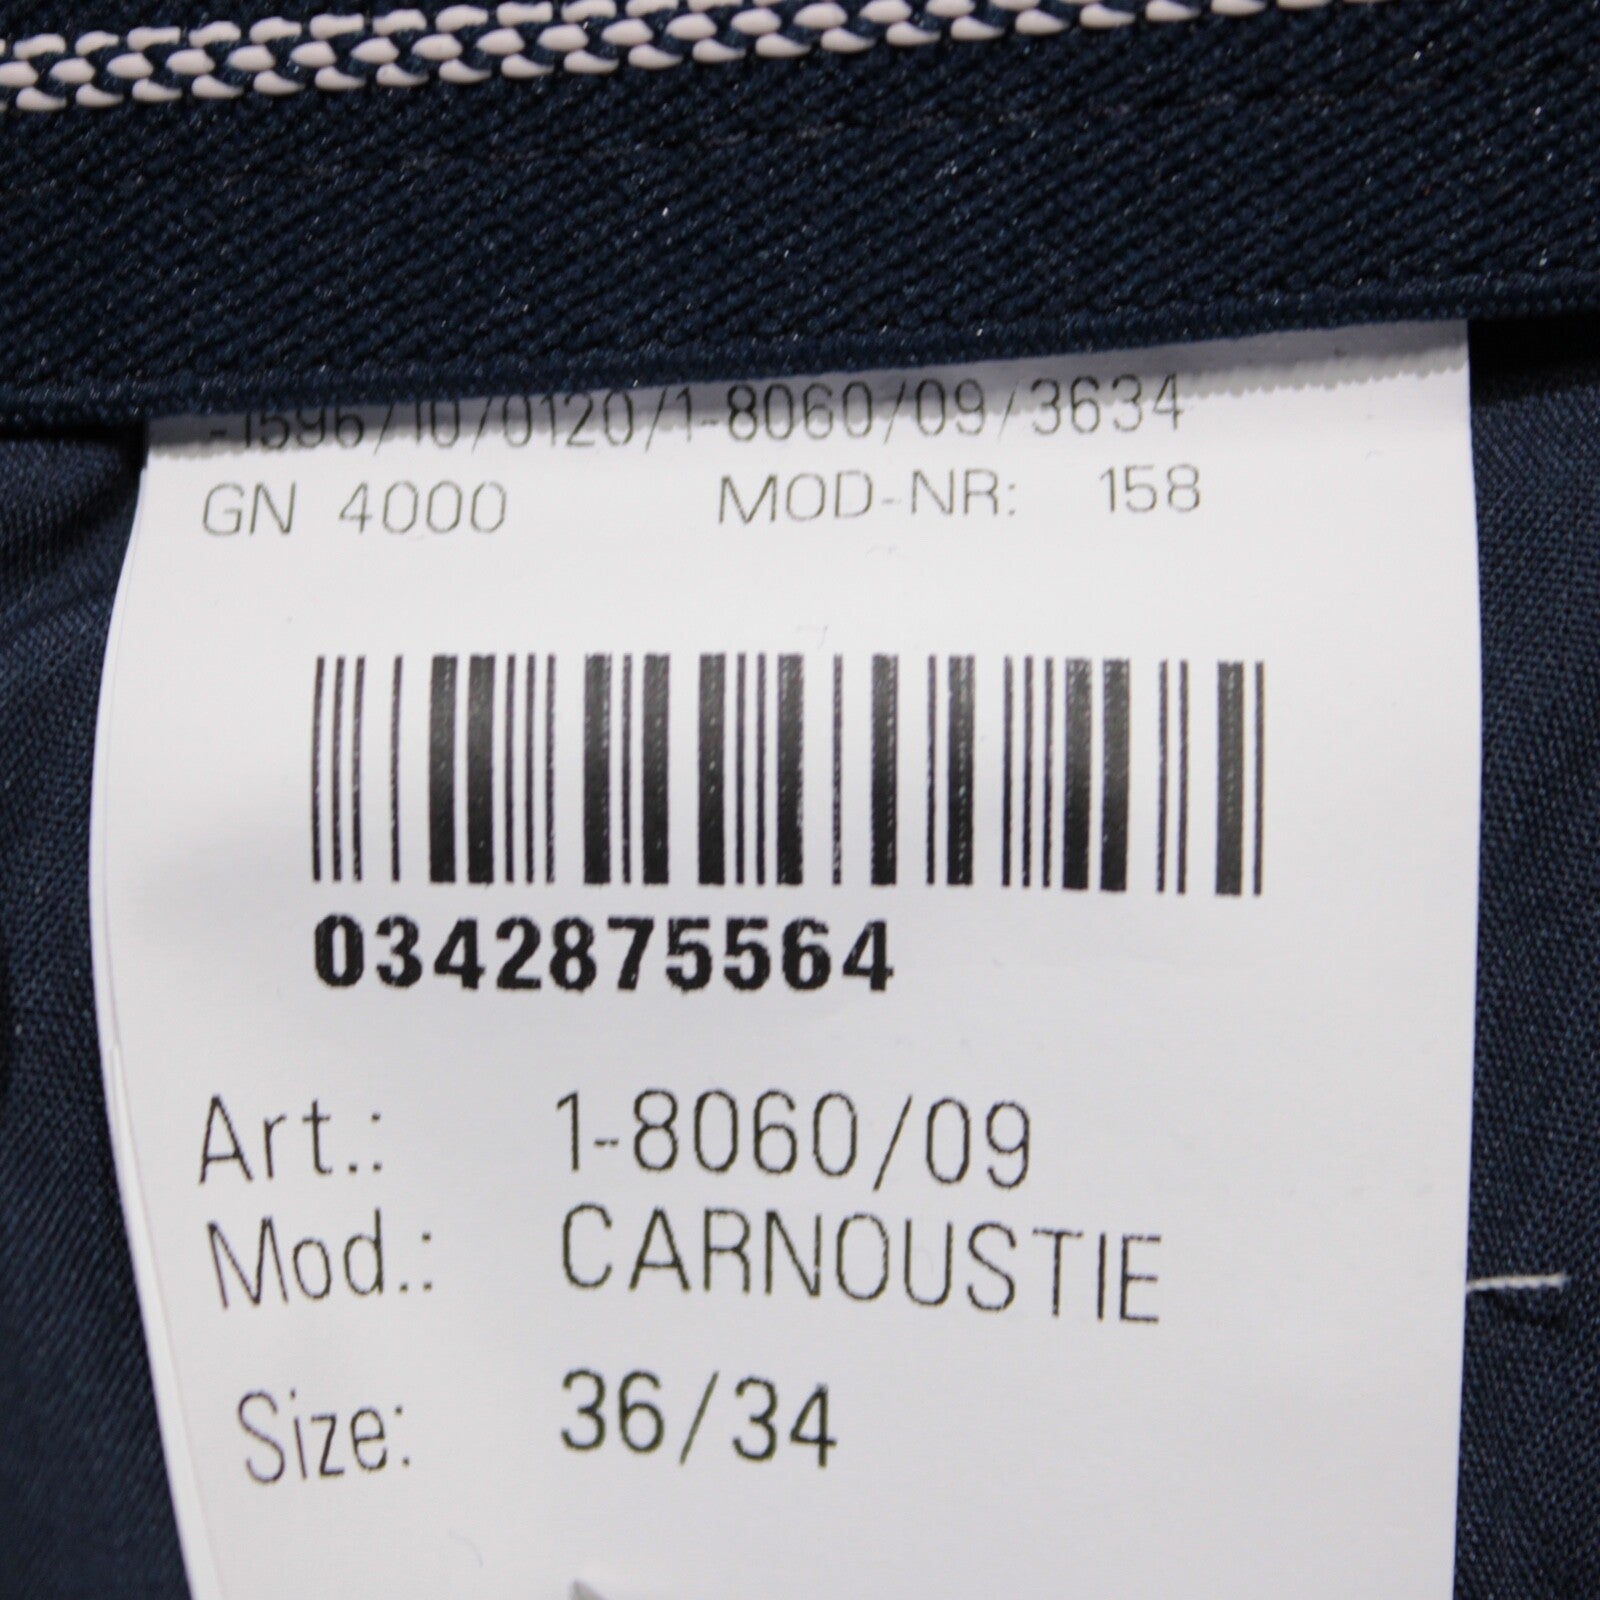 -1596/10/0120/1-8060/09/3634
GN 4000 MOD-NR: 158
0342875564
Art.: 1-8060/09
Mod.: CARNOUSTIE
Size: 36/34